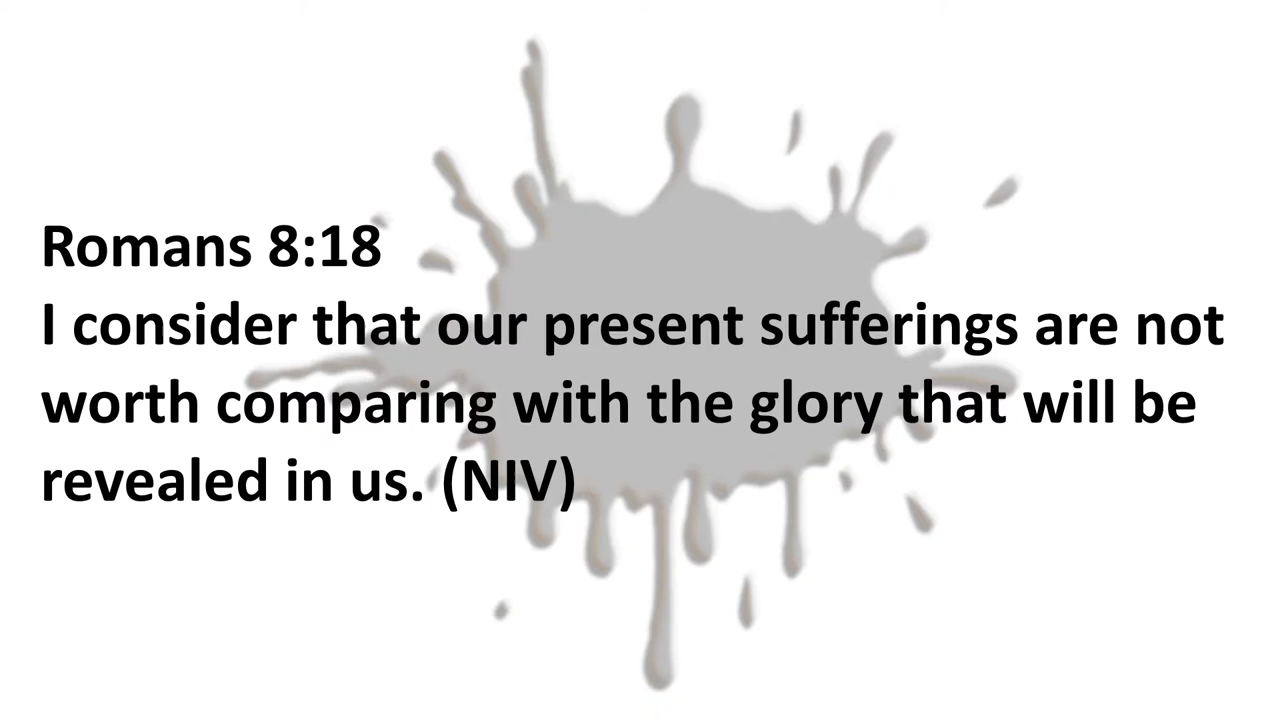 Romans 8:18
I consider that our present sufferings are not
worth comparing with the glory that will be
revealed in us. (NIV)